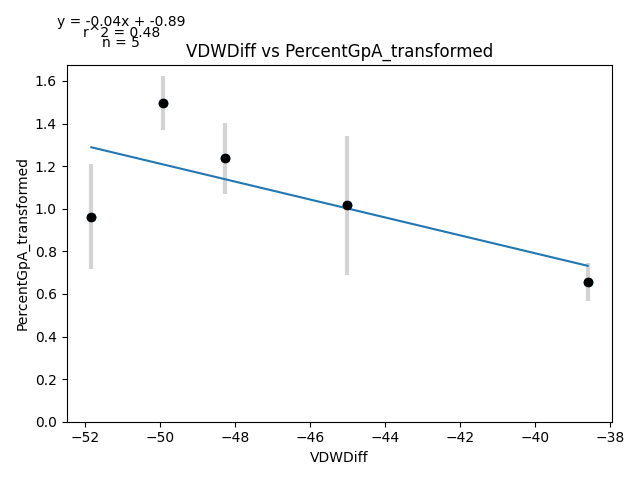 y = -0.04x + -0.89
r^2 = 0.48
n = 5
VDWDiff vs PercentGpA_transformed
1.6
1.4
1.2
1.0
0.8
0.6
0.4
0.2
0.0
PercentGpA_transformed
−52 −50 −48 −46 −44 −42 −40 −38
VDWDiff